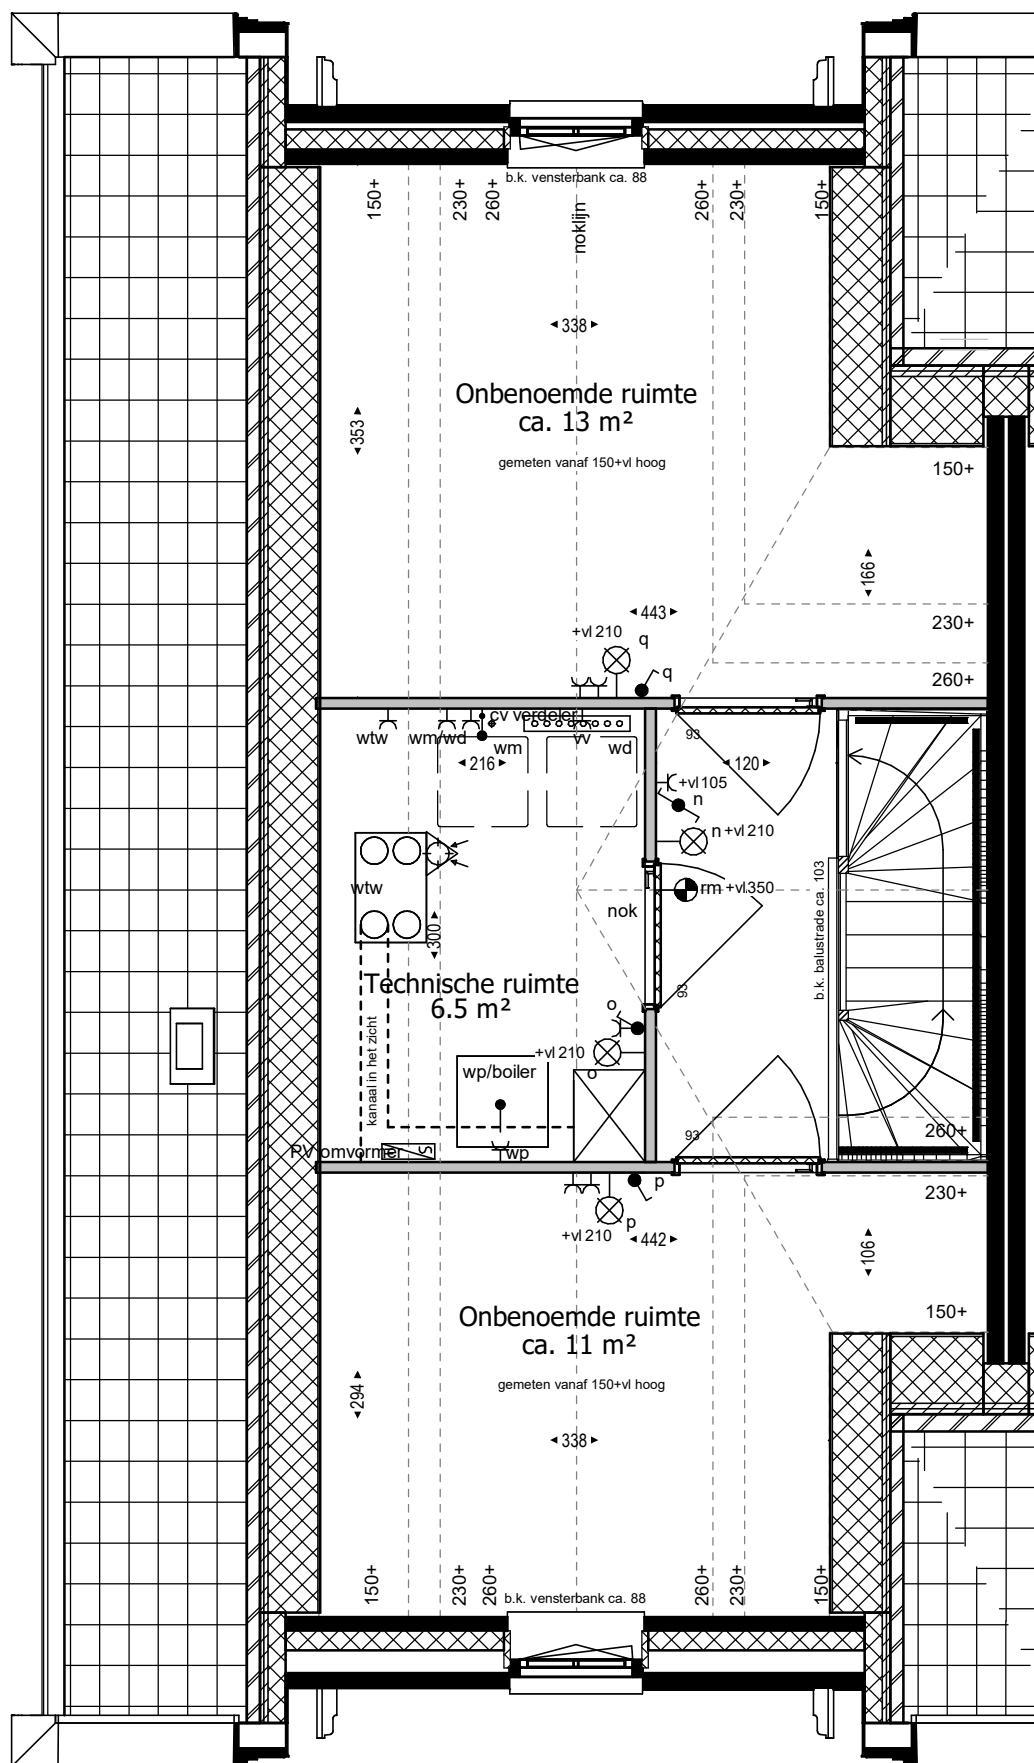 b.k. vensterbank ca. 88
150+
230+
260+
noklijn
260+
230+
150+
338
Onbenoemde ruimte
ca. 13 m²
353
gemeten vanaf 150+vl hoog
150+
166
443
230+
+vl 210
q
q
260+
cv verdeler
wtw
wm/wd
wm
vv
wd
93
216
120
+vl 105
n
n
+vl 210
wtw
rm
+vl 350
nok
b.k. balustrade ca. 103
300
Technische ruimte
6.5 m²
93
o
kanaal in het zicht
+vl 210
o
wp/boiler
93
260+
PV omvormer
S
wp
p
230+
p
+vl 210
442
106
Onbenoemde ruimte
ca. 11 m²
150+
gemeten vanaf 150+vl hoog
294
338
150+
230+
260+
b.k. vensterbank ca. 88
260+
230+
150+